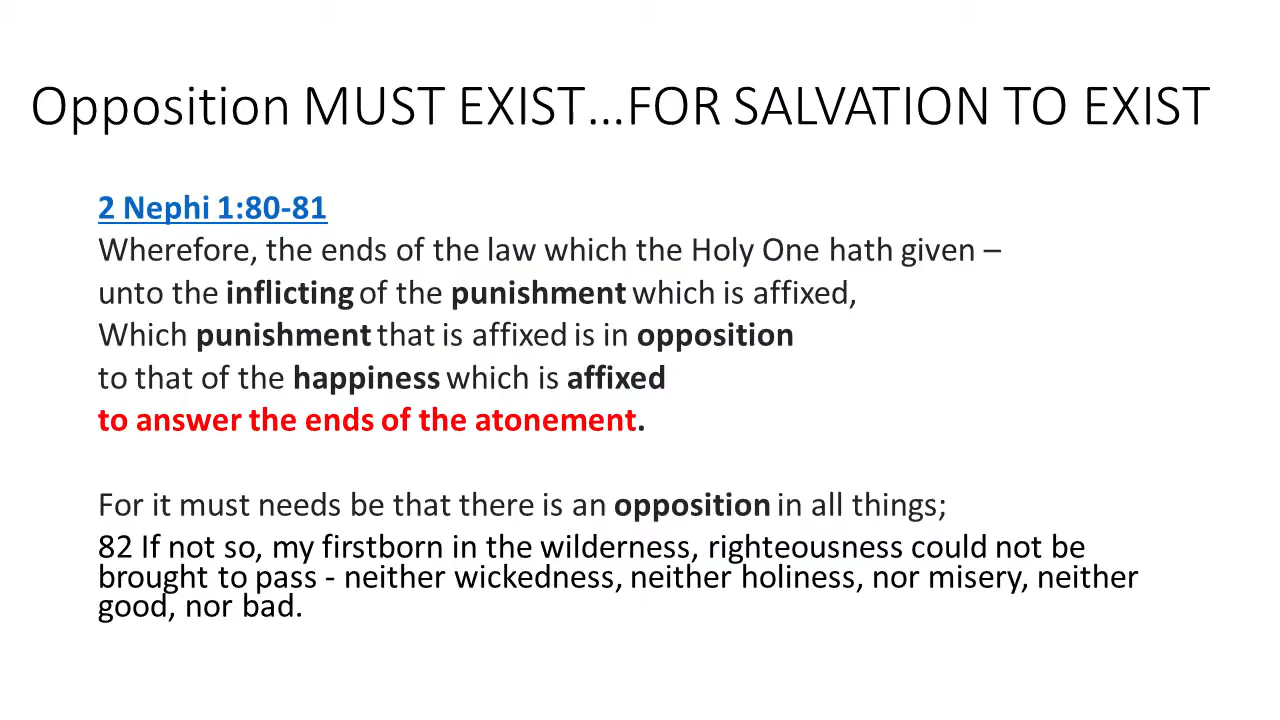 Opposition MUST EXIST...FOR SALVATION TO EXIST
2 Nephi 1:80-81
Wherefore, the ends of the law which the Holy One hath given –
unto the inflicting of the punishment which is affixed,
Which punishment that is affixed is in opposition
to that of the happiness which is affixed
to answer the ends of the atonement.
For it must needs be that there is an opposition in all things;
82 If not so, my firstborn in the wilderness, righteousness could not be
brought to pass - neither wickedness, neither holiness, nor misery, neither
good, nor bad.